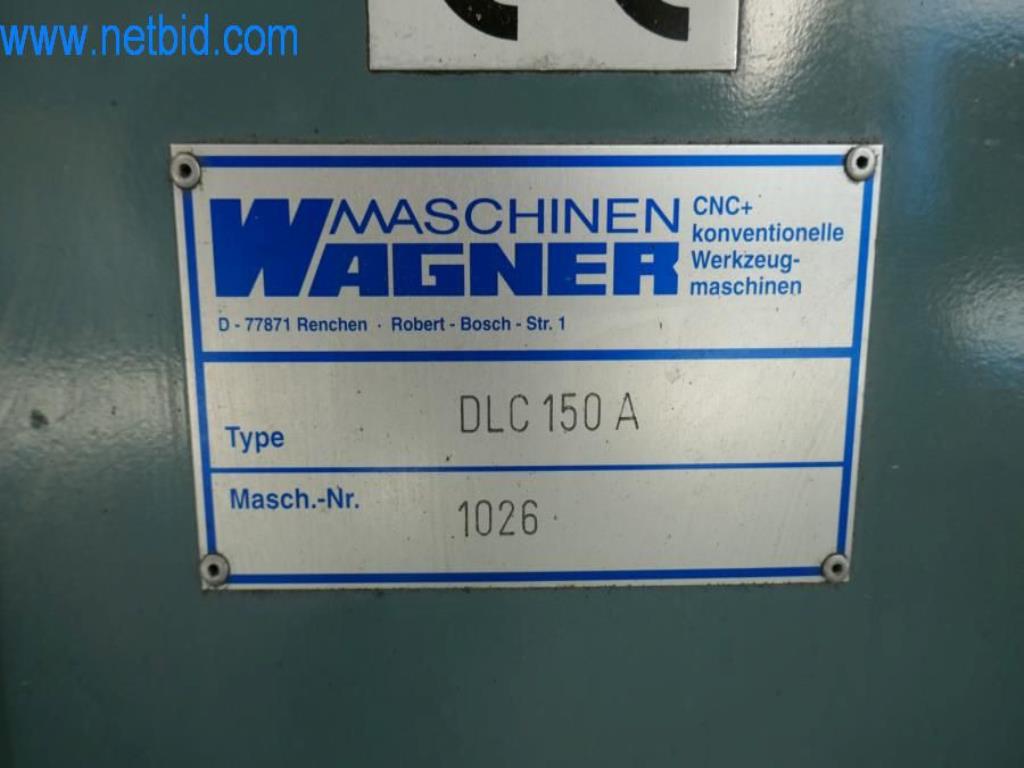 www.netbid.com
CE
MASCHINEN
WAGNER
CNC+
konventionelle
Werkzeug-
maschinen
D - 77871 Renchen · Robert - Bosch - Str. 1
Type DLC 150 A
Masch.-Nr. 1026